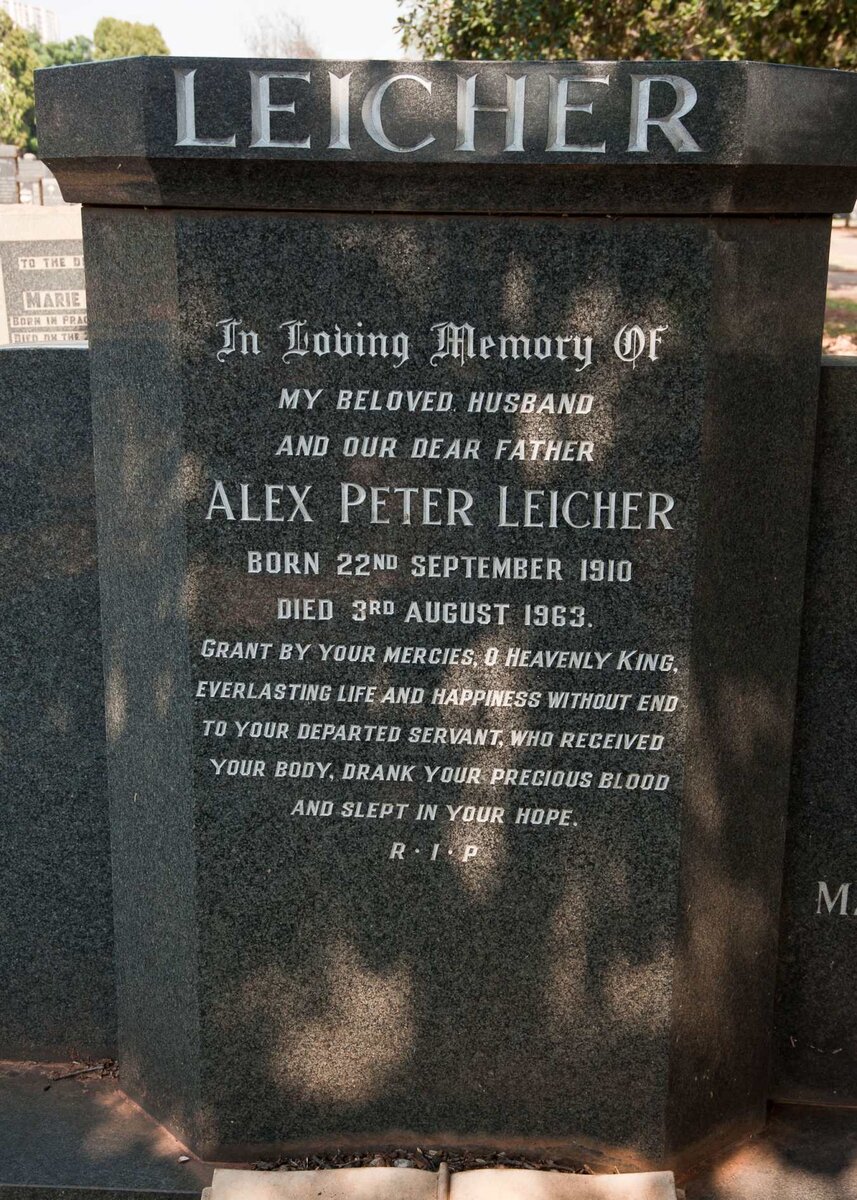 LEICHER
In Loving Memory Of
MY BELOVED HUSBAND
AND OUR DEAR FATHER
ALEX PETER LEICHER
BORN 22ND SEPTEMBER 1910
DIED 3RD AUGUST 1963.
GRANT BY YOUR MERCIES, O HEAVENLY KING,
EVERLASTING LIFE AND HAPPINESS WITHOUT END
TO YOUR DEPARTED SERVANT, WHO RECEIVED
YOUR BODY, DRANK YOUR PRECIOUS BLOOD
AND SLEPT IN YOUR HOPE.
R · I · P
TO THE
MARIE
BORN IN
DIED ON THE